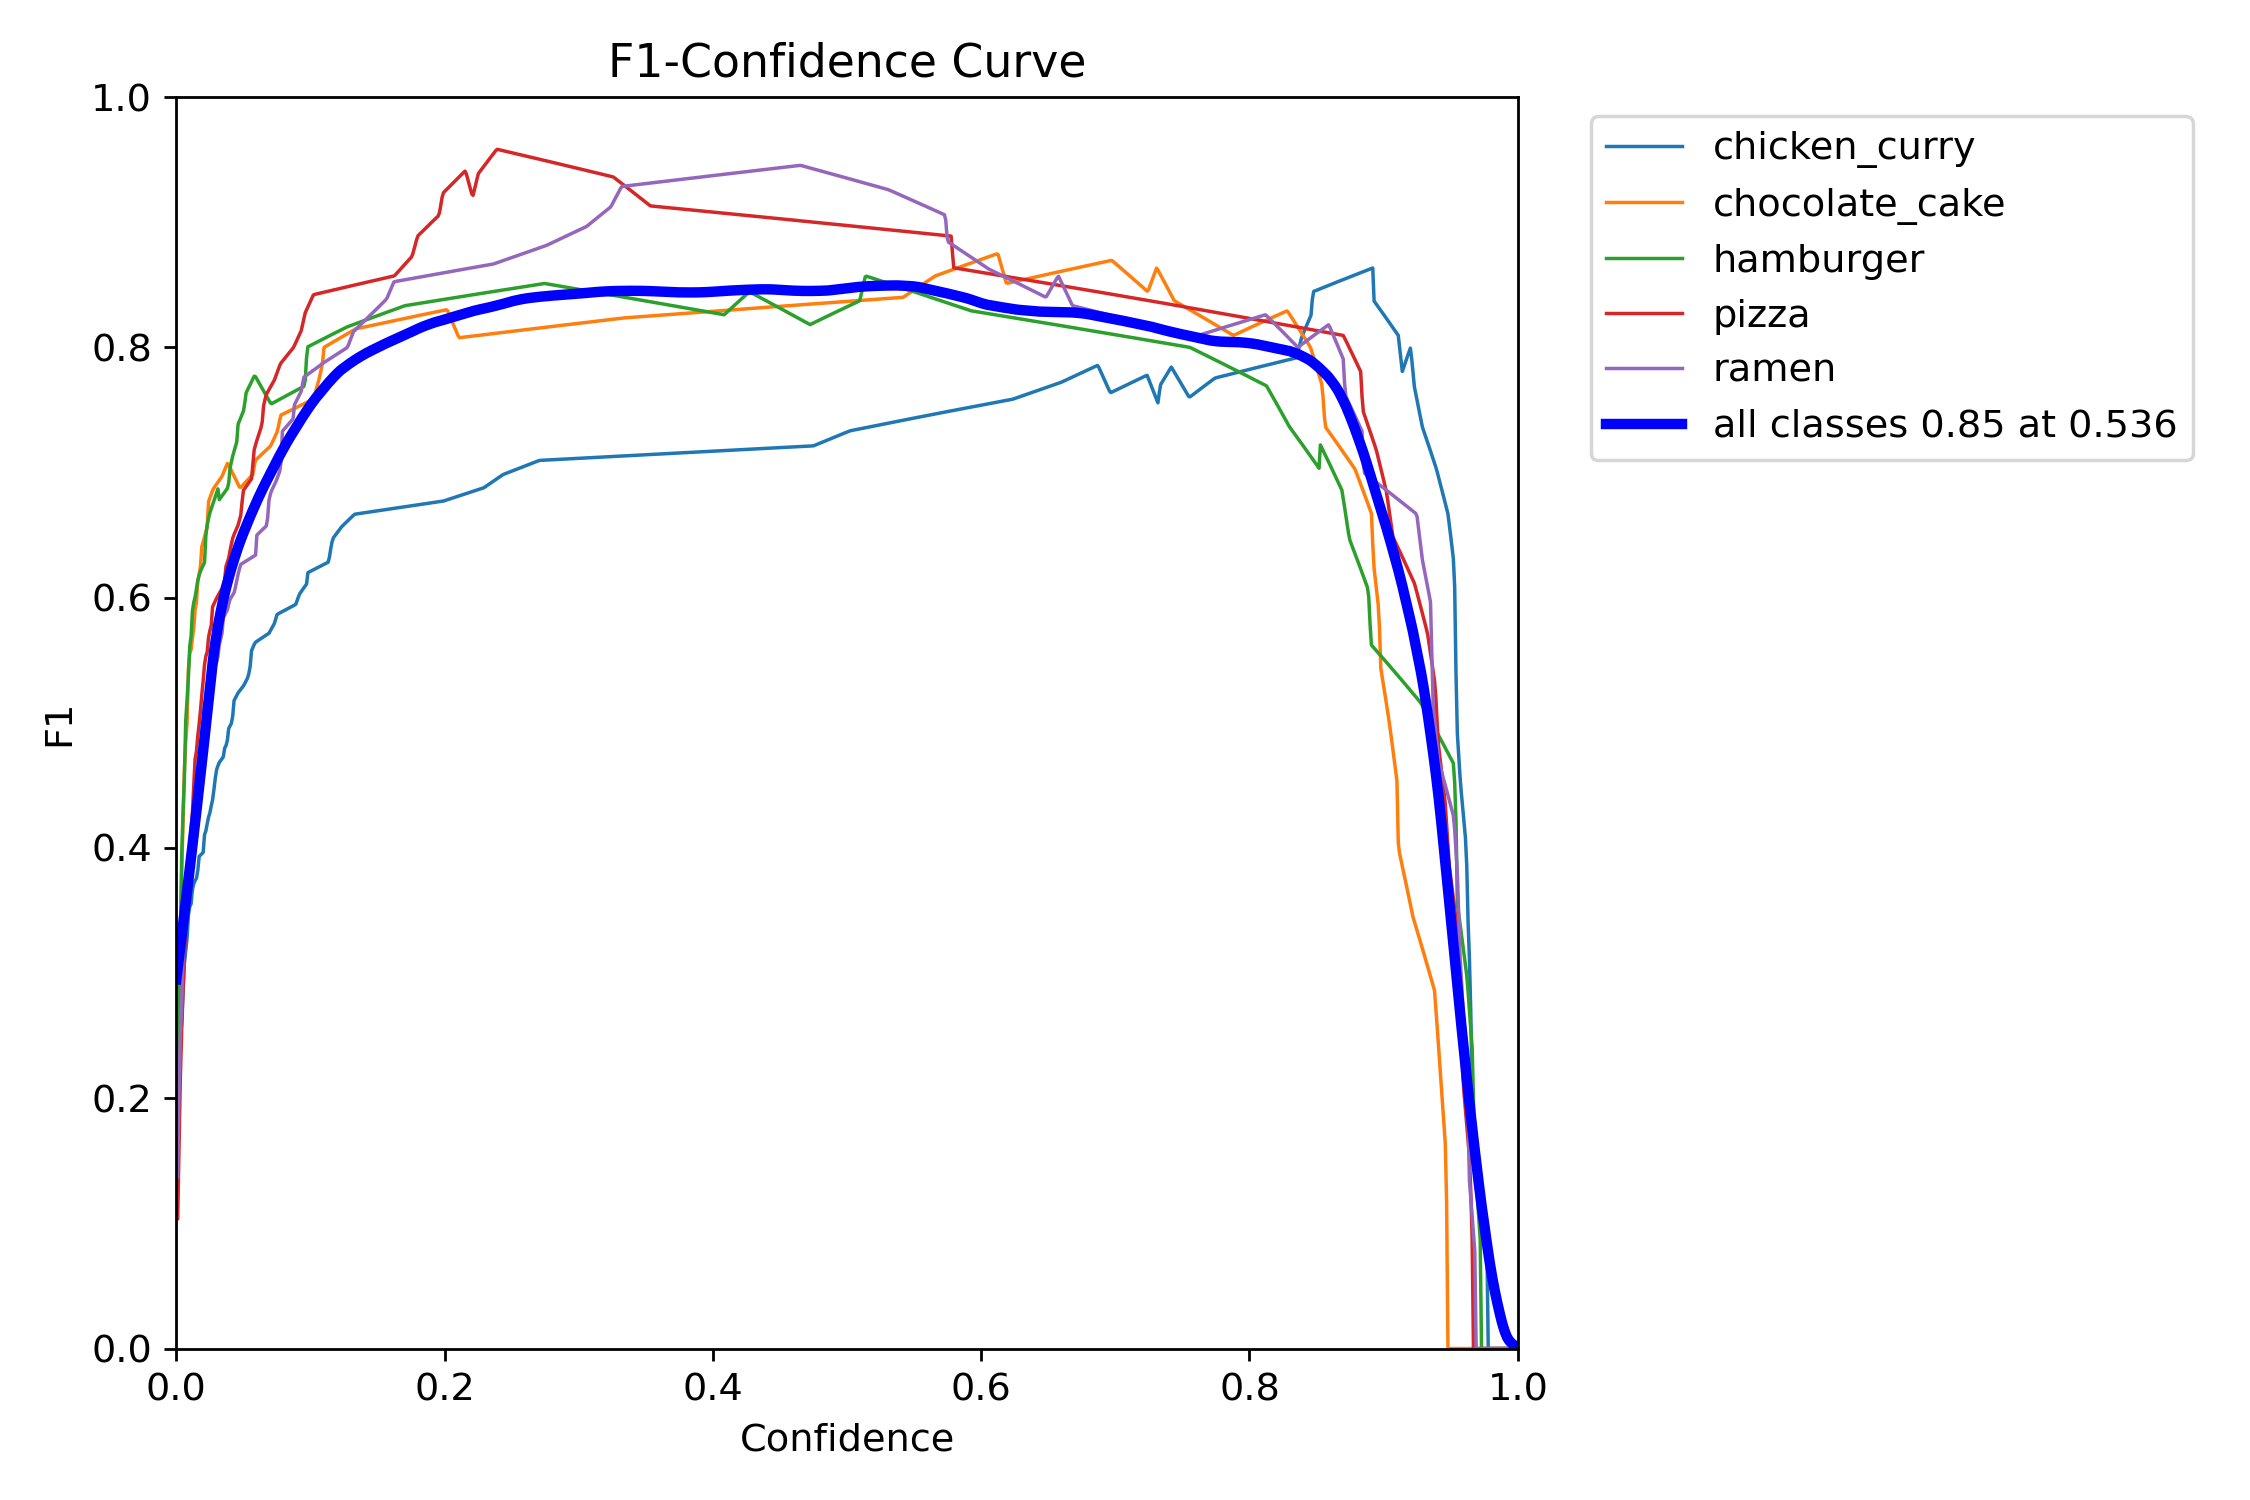 F1-Confidence Curve
1.0
0.8
0.6
0.4
0.2
0.0
F1
0.0 0.2 0.4 0.6 0.8 1.0
Confidence
chicken_curry
chocolate_cake
hamburger
pizza
ramen
all classes 0.85 at 0.536